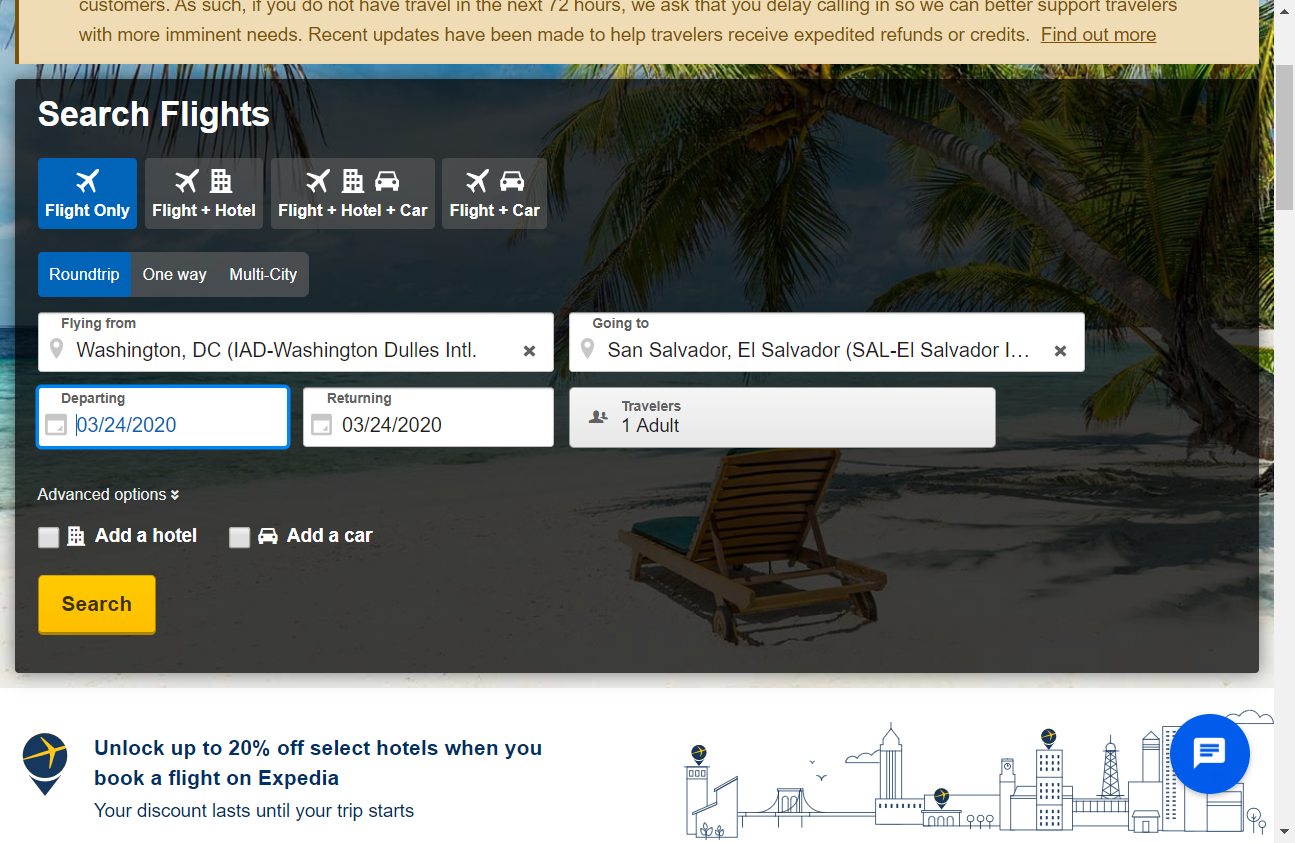 customers. As such, if you do not have travel in the next 72 hours, we ask that you delay calling in so we can better support travelers
with more imminent needs. Recent updates have been made to help travelers receive expedited refunds or credits. Find out more
Search Flights
Flight Only Flight + Hotel Flight + Hotel + Car Flight + Car
Roundtrip One way Multi-City
Flying from Going to
Washington, DC (IAD-Washington Dulles Intl. San Salvador, El Salvador (SAL-El Salvador I...
Departing Returning Travelers
03/24/2020 03/24/2020 1 Adult
Advanced options
Add a hotel Add a car
Search
Unlock up to 20% off select hotels when you
book a flight on Expedia
Your discount lasts until your trip starts